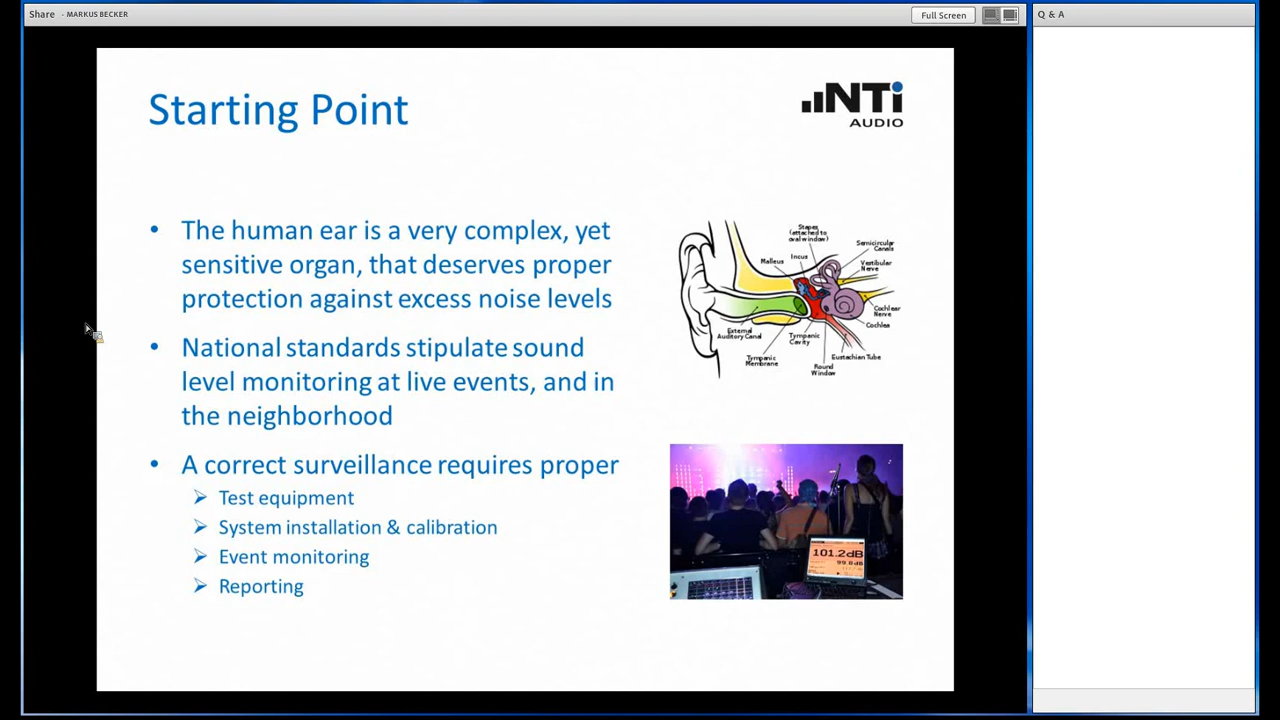 Share - MARKUS BECKER
Full Screen
Q & A
Starting Point
NTi
AUDIO
• The human ear is a very complex, yet
sensitive organ, that deserves proper
protection against excess noise levels
• National standards stipulate sound
level monitoring at live events, and in
the neighborhood
• A correct surveillance requires proper
➢ Test equipment
➢ System installation & calibration
➢ Event monitoring
➢ Reporting
Stapes
(attached to
oval window)
Semicircular
Canals
Incus
Malleus
Vestibular
Nerve
Cochlear
Nerve
Cochlea
External
Auditory Canal
Tympanic
Cavity
Eustachian Tube
Tympanic
Membrane
Round
Window
101.2dB
99.8dB